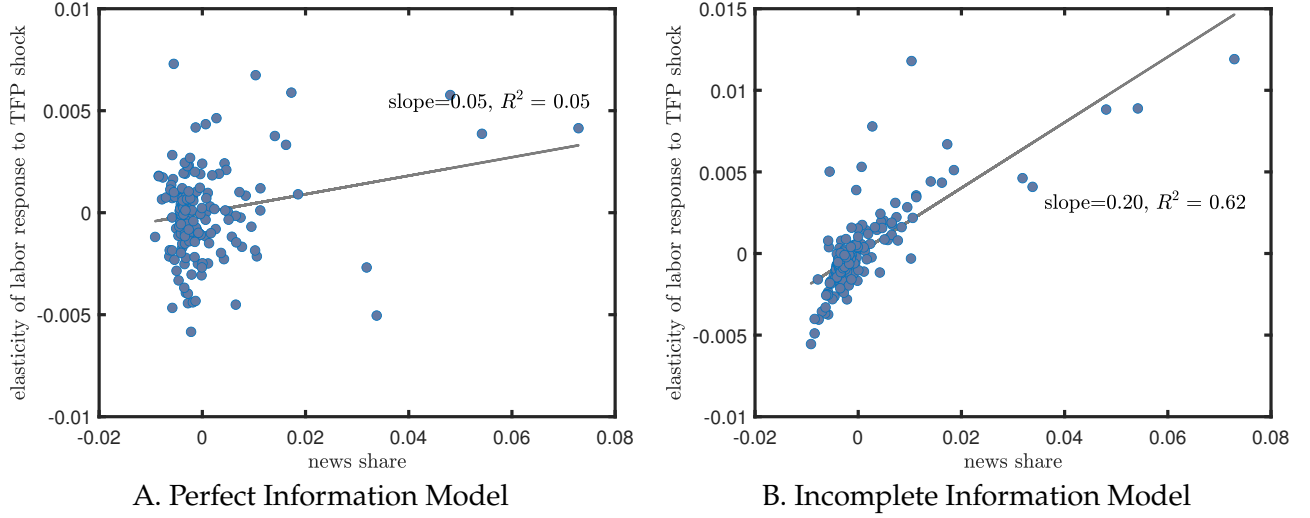 elasticity of labor response to TFP shock
0.01
0.005
0
-0.005
-0.01
slope=0.05, R² = 0.05
-0.02 0 0.02 0.04 0.06 0.08
news share
A. Perfect Information Model
elasticity of labor response to TFP shock
0.015
0.010
0.005
0
-0.005
-0.01
slope=0.20, R² = 0.62
-0.02 0 0.02 0.04 0.06 0.08
news share
B. Incomplete Information Model